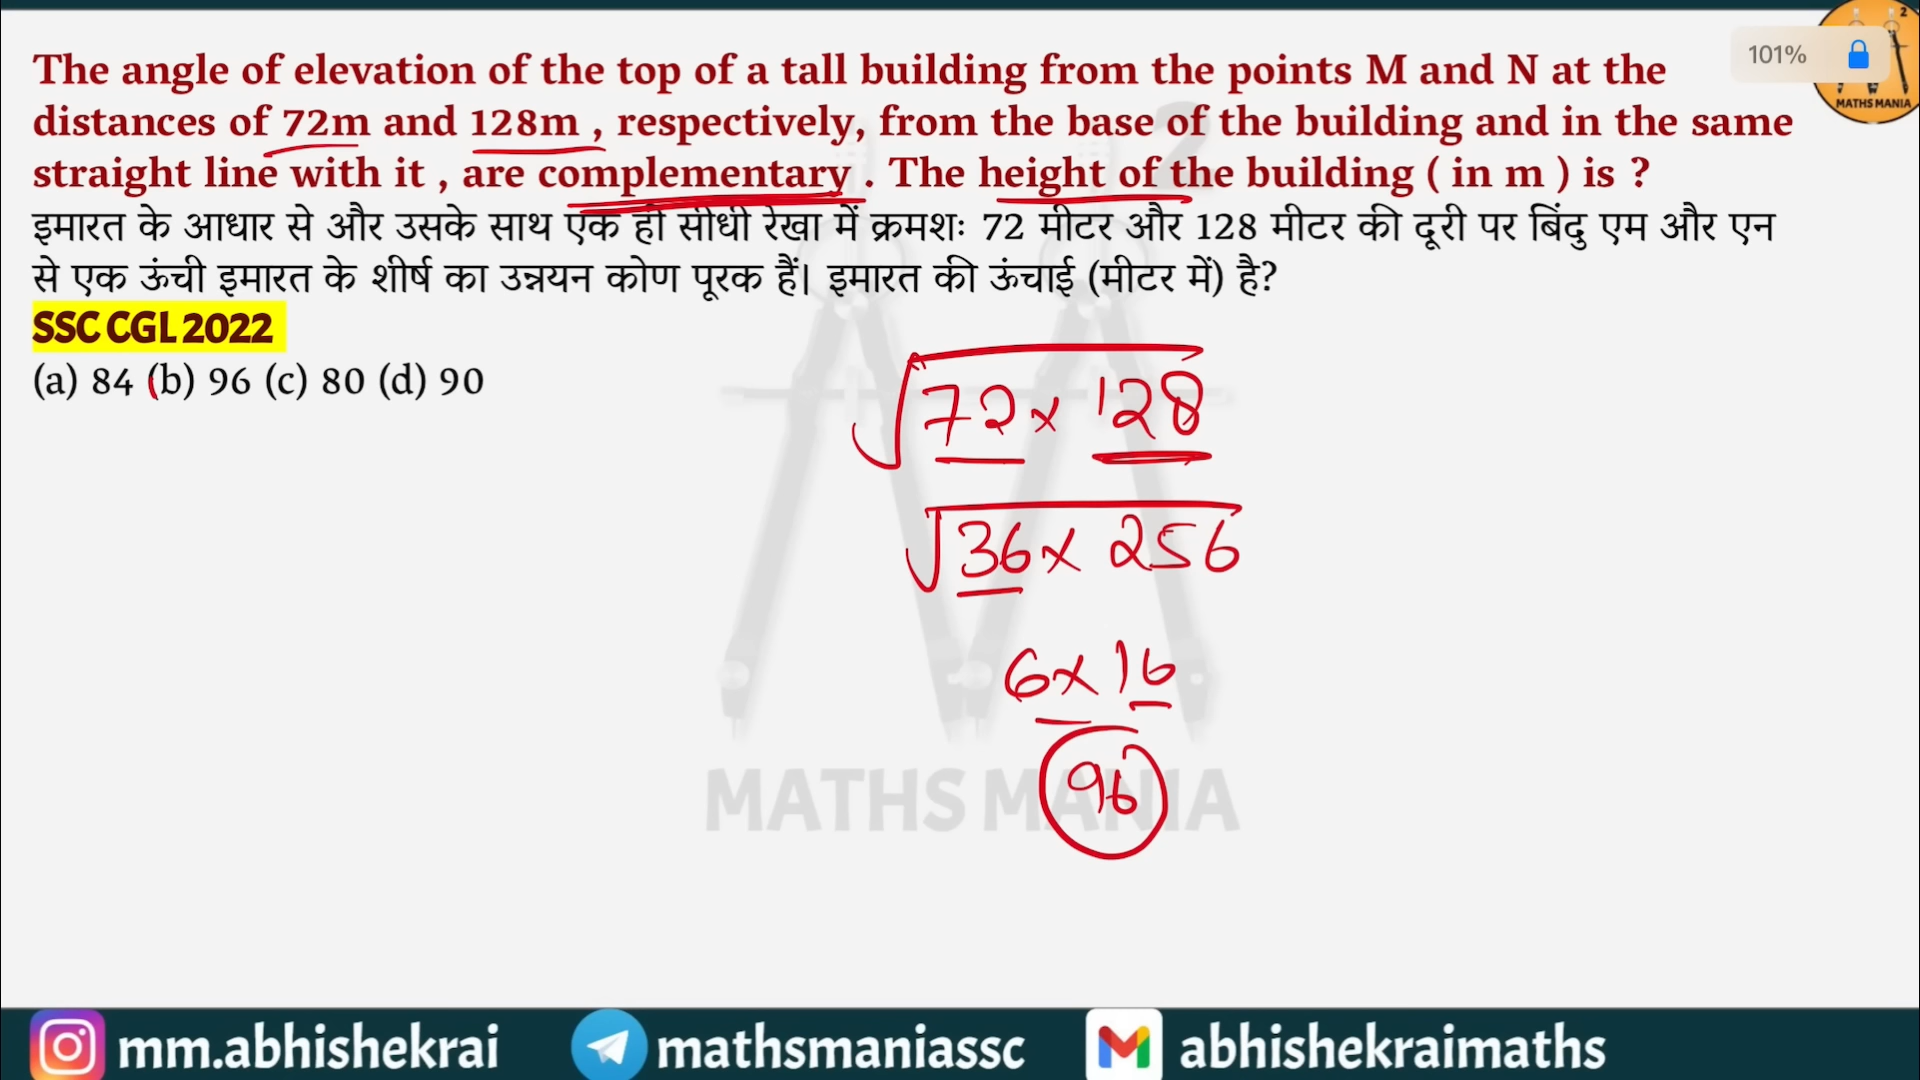 The angle of elevation of the top of a tall building from the points M and N at the
distances of 72m and 128m , respectively, from the base of the building and in the same
straight line with it , are complementary . The height of the building ( in m ) is ?
इमारत के आधार से और उसके साथ एक ही सीधी रेखा में क्रमशः 72 मीटर और 128 मीटर की दूरी पर बिंदु एम और एन
से एक ऊंची इमारत के शीर्ष का उन्नयन कोण पूरक हैं| इमारत की ऊंचाई (मीटर में) है?
SSC CGL 2022
(a) 84 (b) 96 (c) 80 (d) 90
101%
2
MATHS MANIA
√72 x 128
√36 x 256
6 x 16
96
2
MATHS MANIA
mm.abhishekrai mathsmaniassc abhishekraimaths